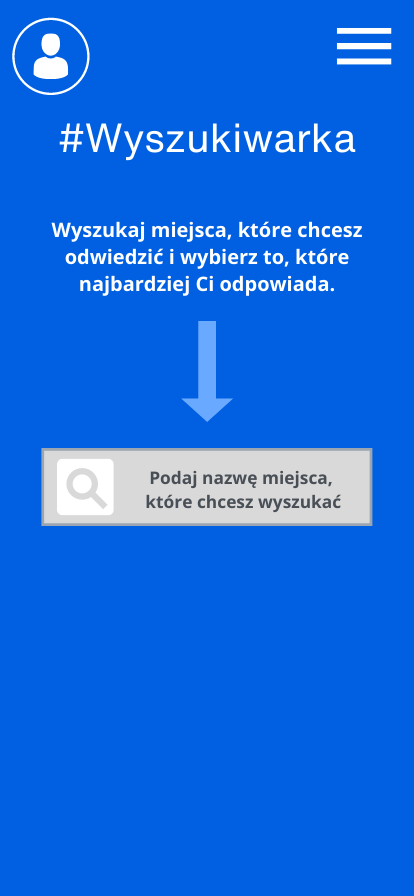 #Wyszukiwarka
Wyszukaj miejsca, które chcesz
odwiedzić i wybierz to, które
najbardziej Ci odpowiada.
Podaj nazwę miejsca,
które chcesz wyszukać